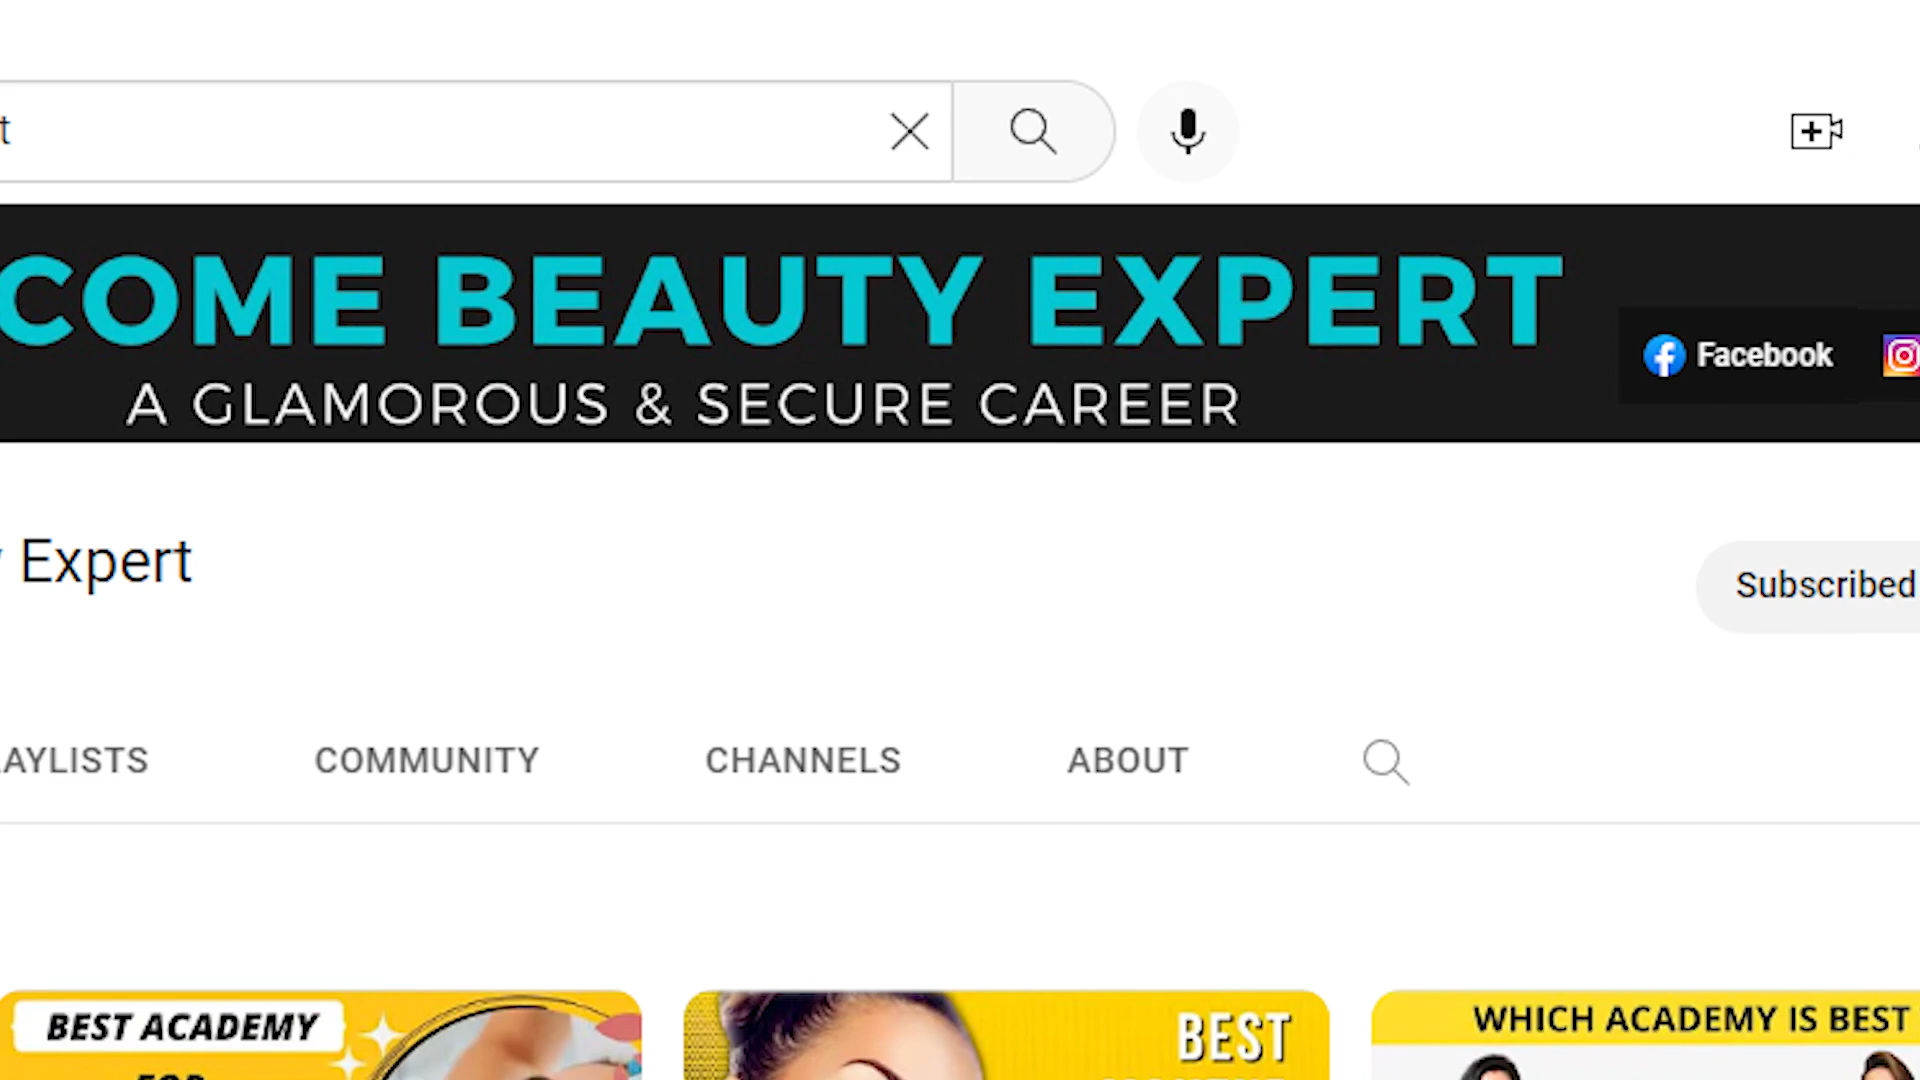 t
COME BEAUTY EXPERT
A GLAMOROUS & SECURE CAREER
Facebook
Expert
Subscribed
AYLISTS
COMMUNITY
CHANNELS
ABOUT
BEST ACADEMY
FOR
BEST
WHICH ACADEMY IS BEST